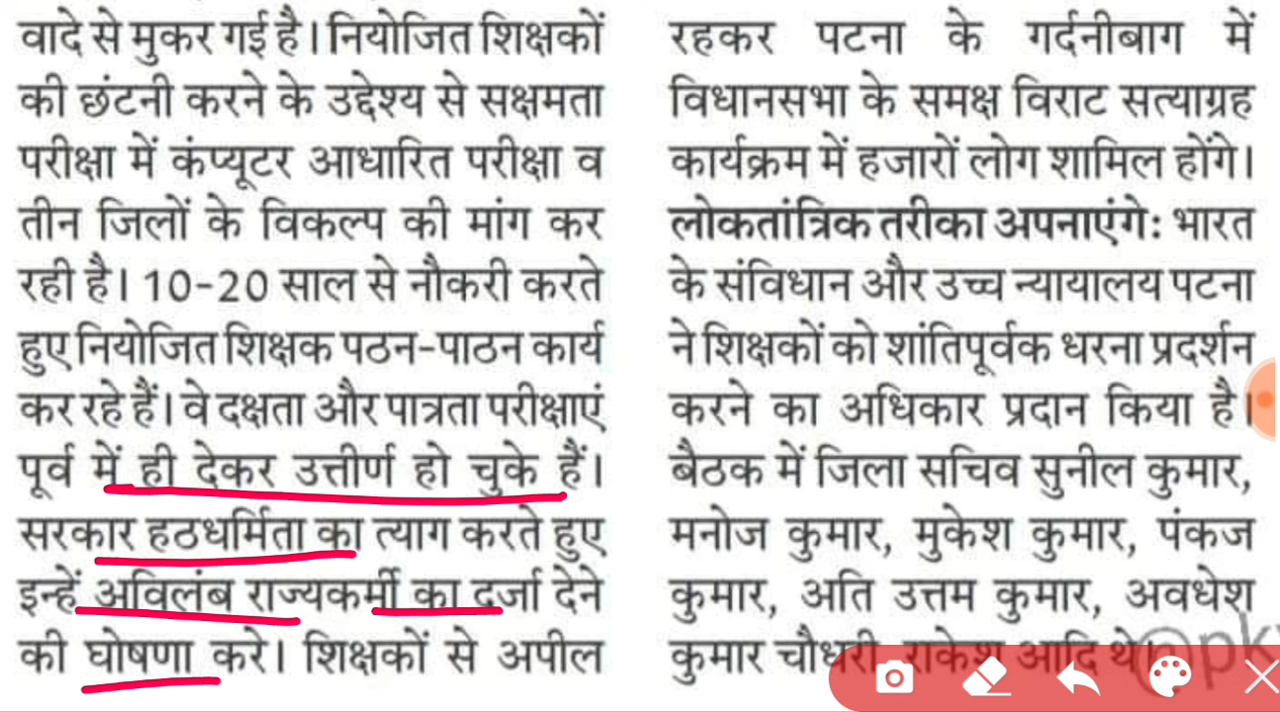 वादे से मुकर गई है। नियोजित शिक्षकों
की छंटनी करने के उद्देश्य से सक्षमता
परीक्षा में कंप्यूटर आधारित परीक्षा व
तीन जिलों के विकल्प की मांग कर
रही है। 10-20 साल से नौकरी करते
हुए नियोजित शिक्षक पठन-पाठन कार्य
कर रहे हैं। वे दक्षता और पात्रता परीक्षाएं
पूर्व में ही देकर उत्तीर्ण हो चुके हैं।
सरकार हठधर्मिता का त्याग करते हुए
इन्हें अविलंब राज्यकर्मी का दर्जा देने
की घोषणा करे। शिक्षकों से अपील
रहकर पटना के गर्दनीबाग में
विधानसभा के समक्ष विराट सत्याग्रह
कार्यक्रम में हजारों लोग शामिल होंगे।
लोकतांत्रिक तरीका अपनाएंगे: भारत
के संविधान और उच्च न्यायालय पटना
ने शिक्षकों को शांतिपूर्वक धरना प्रदर्शन
करने का अधिकार प्रदान किया है।
बैठक में जिला सचिव सुनील कुमार,
मनोज कुमार, मुकेश कुमार, पंकज
कुमार, अति उत्तम कुमार, अवधेश
कुमार चौधरी, राकेश आदि थे।